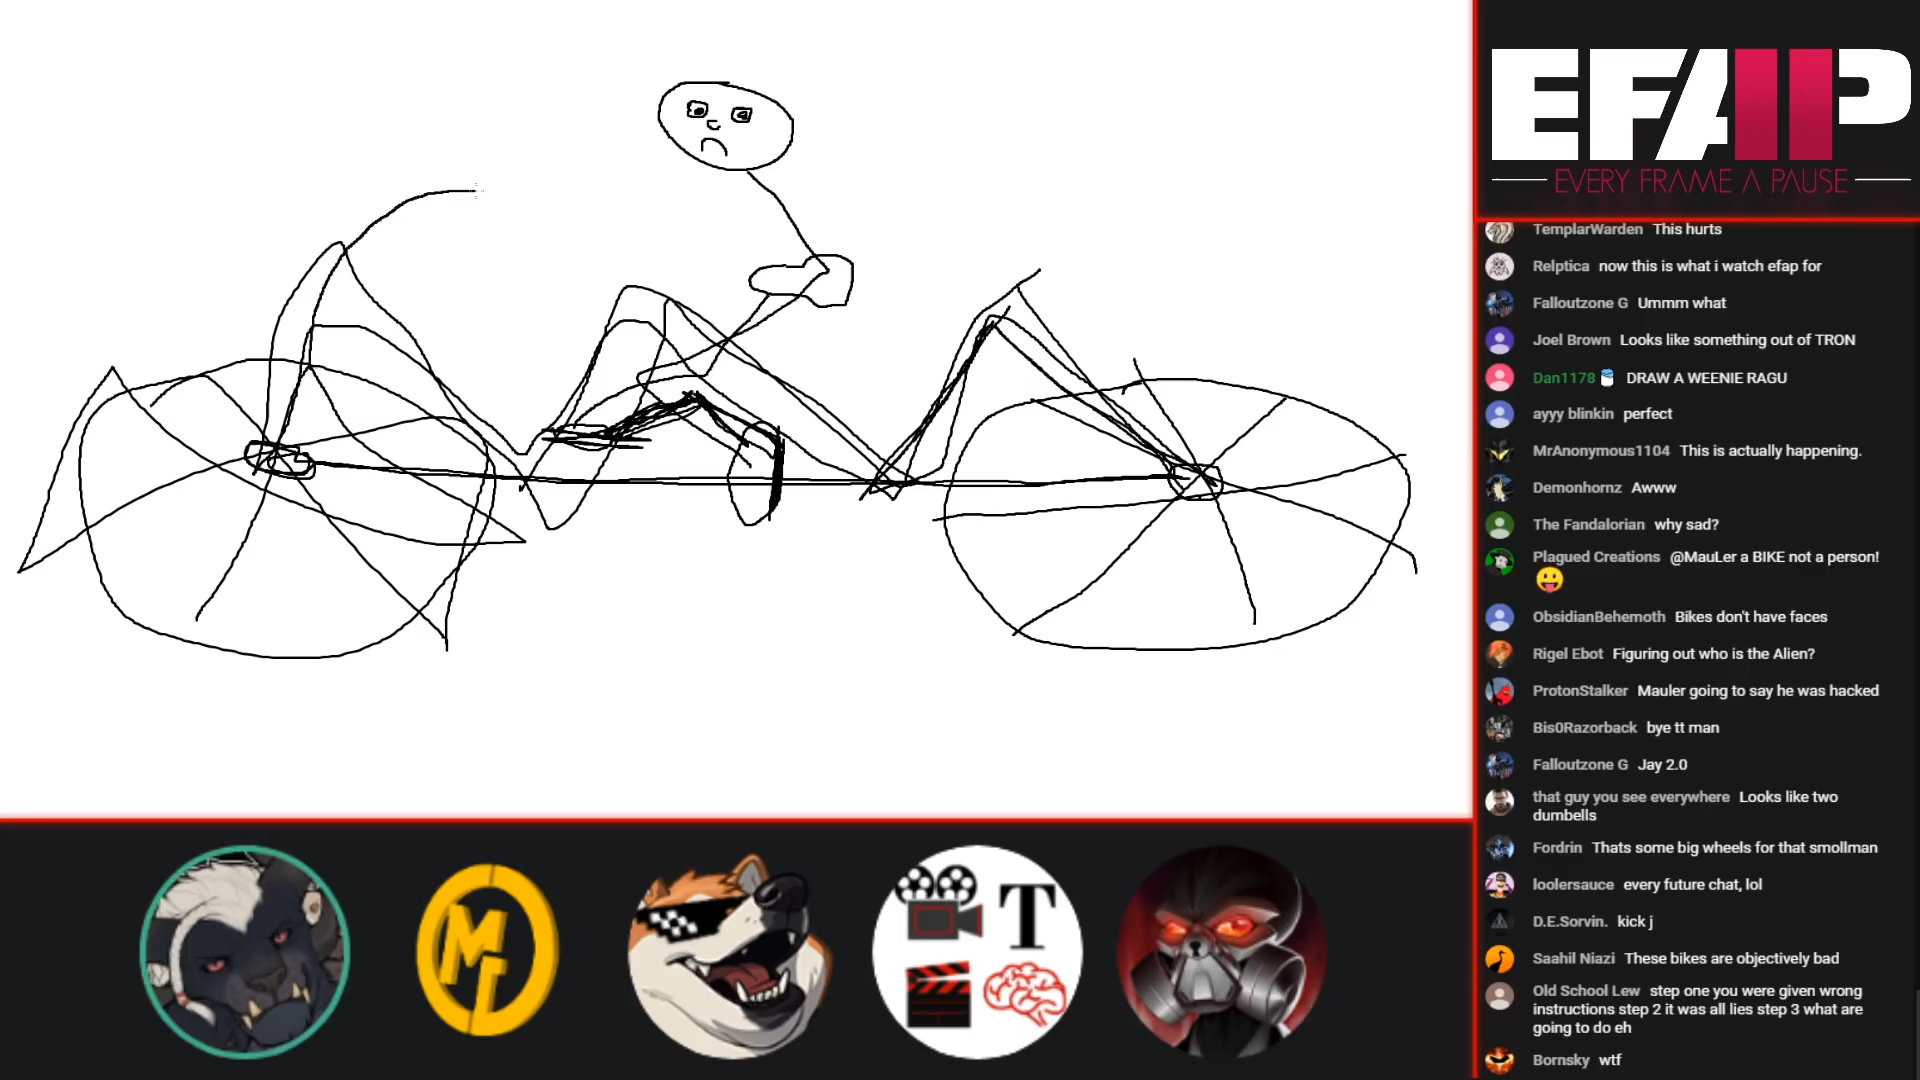 EFAP
EVERY FRAME A PAUSE
TemplarWarden This hurts
Relptica now this is what i watch efap for
Falloutzone G Ummm what
Joel Brown Looks like something out of TRON
Dan1178 DRAW A WEENIE RAGU
ayyy blinkin perfect
MrAnonymous1104 This is actually happening.
Demonhornz Awww
The Fandalorian why sad?
Plagued Creations @MauLer a BIKE not a person!
ObsidianBehemoth Bikes don't have faces
Rigel Ebot Figuring out who is the Alien?
ProtonStalker Mauler going to say he was hacked
Bis0Razorback bye tt man
Falloutzone G Jay 2.0
that guy you see everywhere Looks like two
dumbells
Fordrin Thats some big wheels for that smollman
loolersauce every future chat, lol
D.E.Sorvin. kick j
Saahil Niazi These bikes are objectively bad
Old School Lew step one you were given wrong
instructions step 2 it was all lies step 3 what are
going to do eh
Bornsky wtf
ML
T